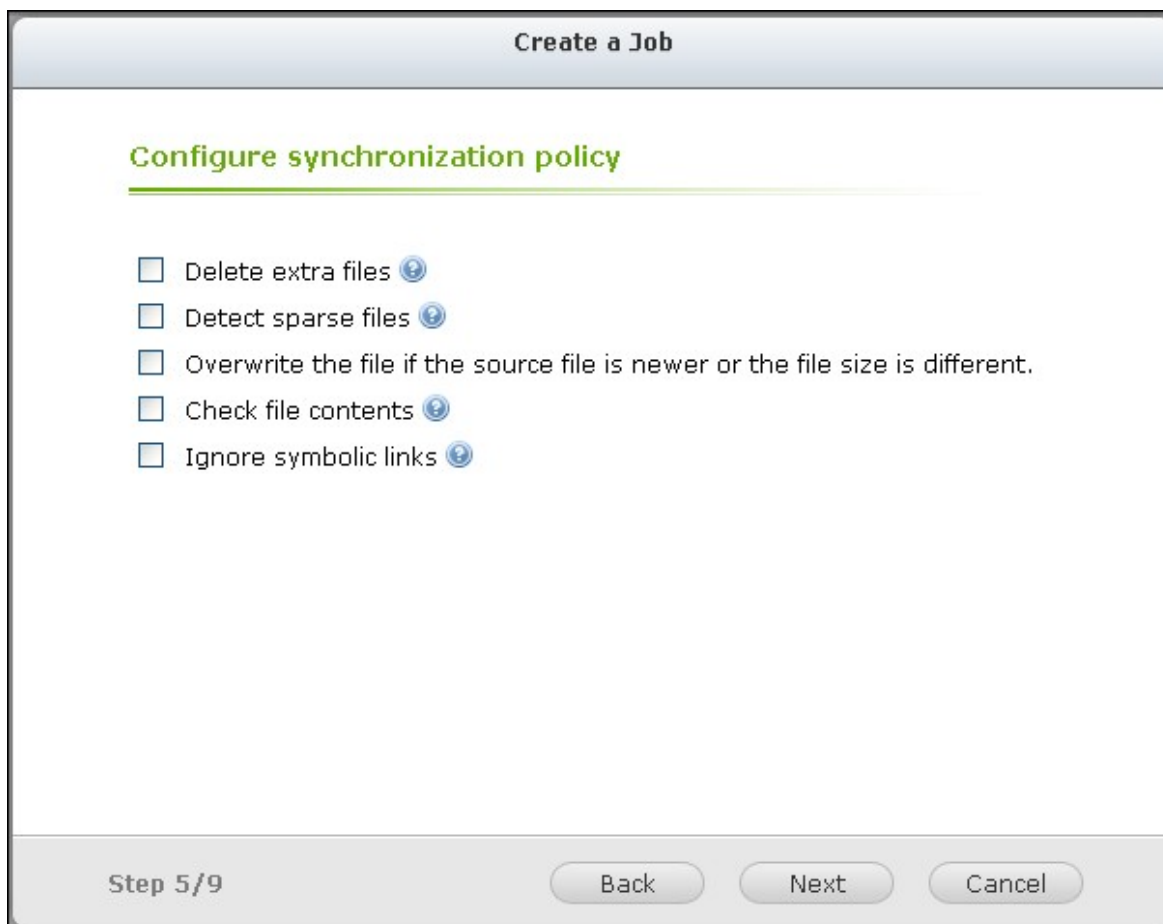 Create a Job
Configure synchronization policy
Delete extra files
Detect sparse files
Overwrite the file if the source file is newer or the file size is different.
Check file contents
Ignore symbolic links
Step 5/9
Back
Next
Cancel